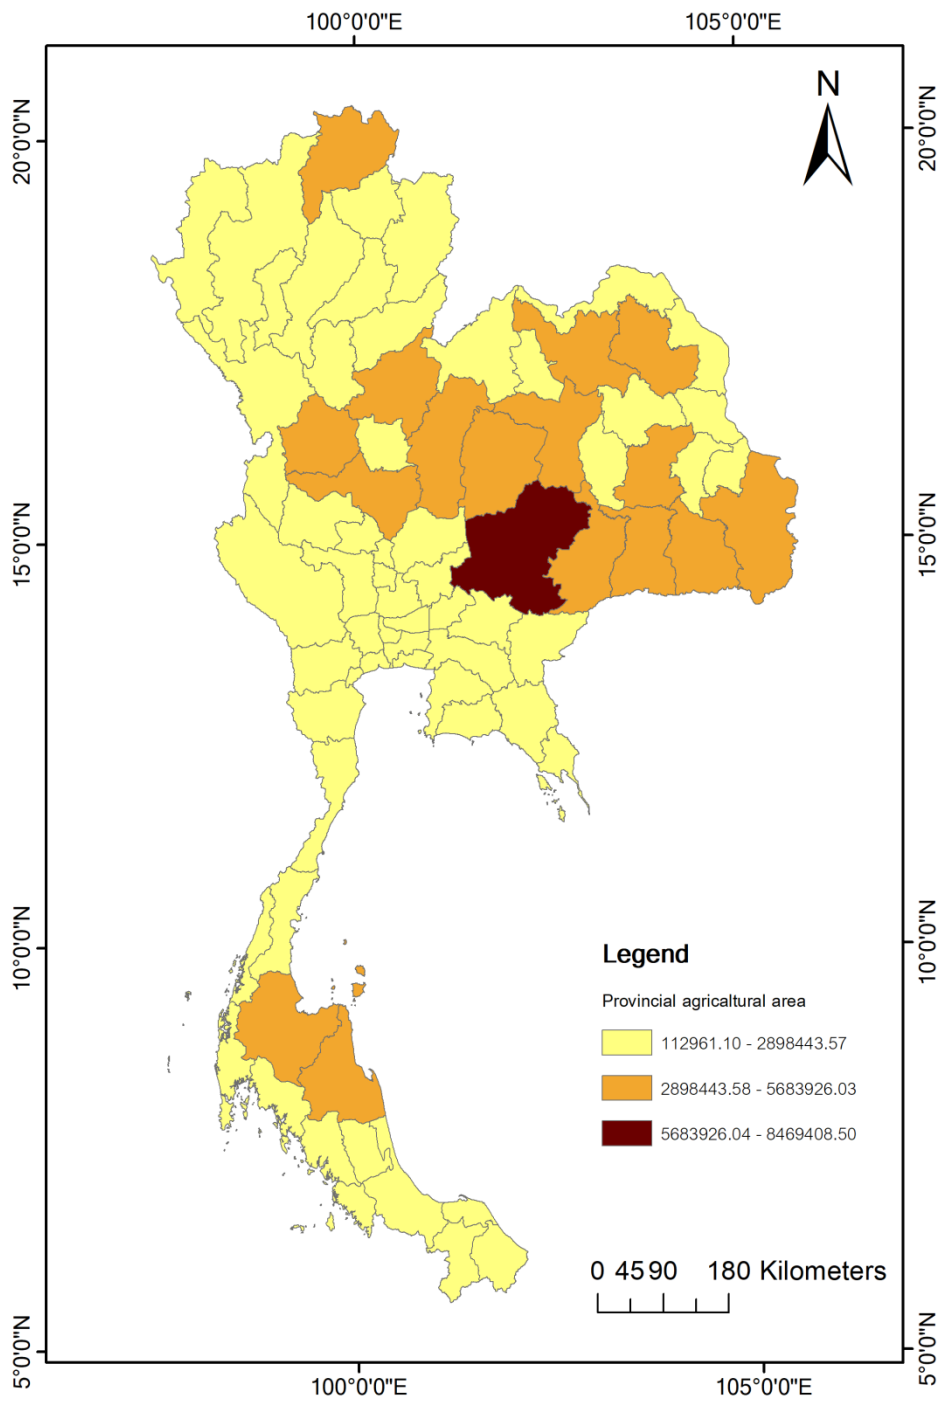 100°0'0"E 105°0'0"E
N
20°0'0"N 20°0'0"N
15°0'0"N 15°0'0"N
10°0'0"N 10°0'0"N
Legend
Provincial agricaltural area
112961.10 - 2898443.57
2898443.58 - 5683926.03
5683926.04 - 8469408.50
0 45 90 180 Kilometers
5°0'0"N 5°0'0"N
100°0'0"E 105°0'0"E